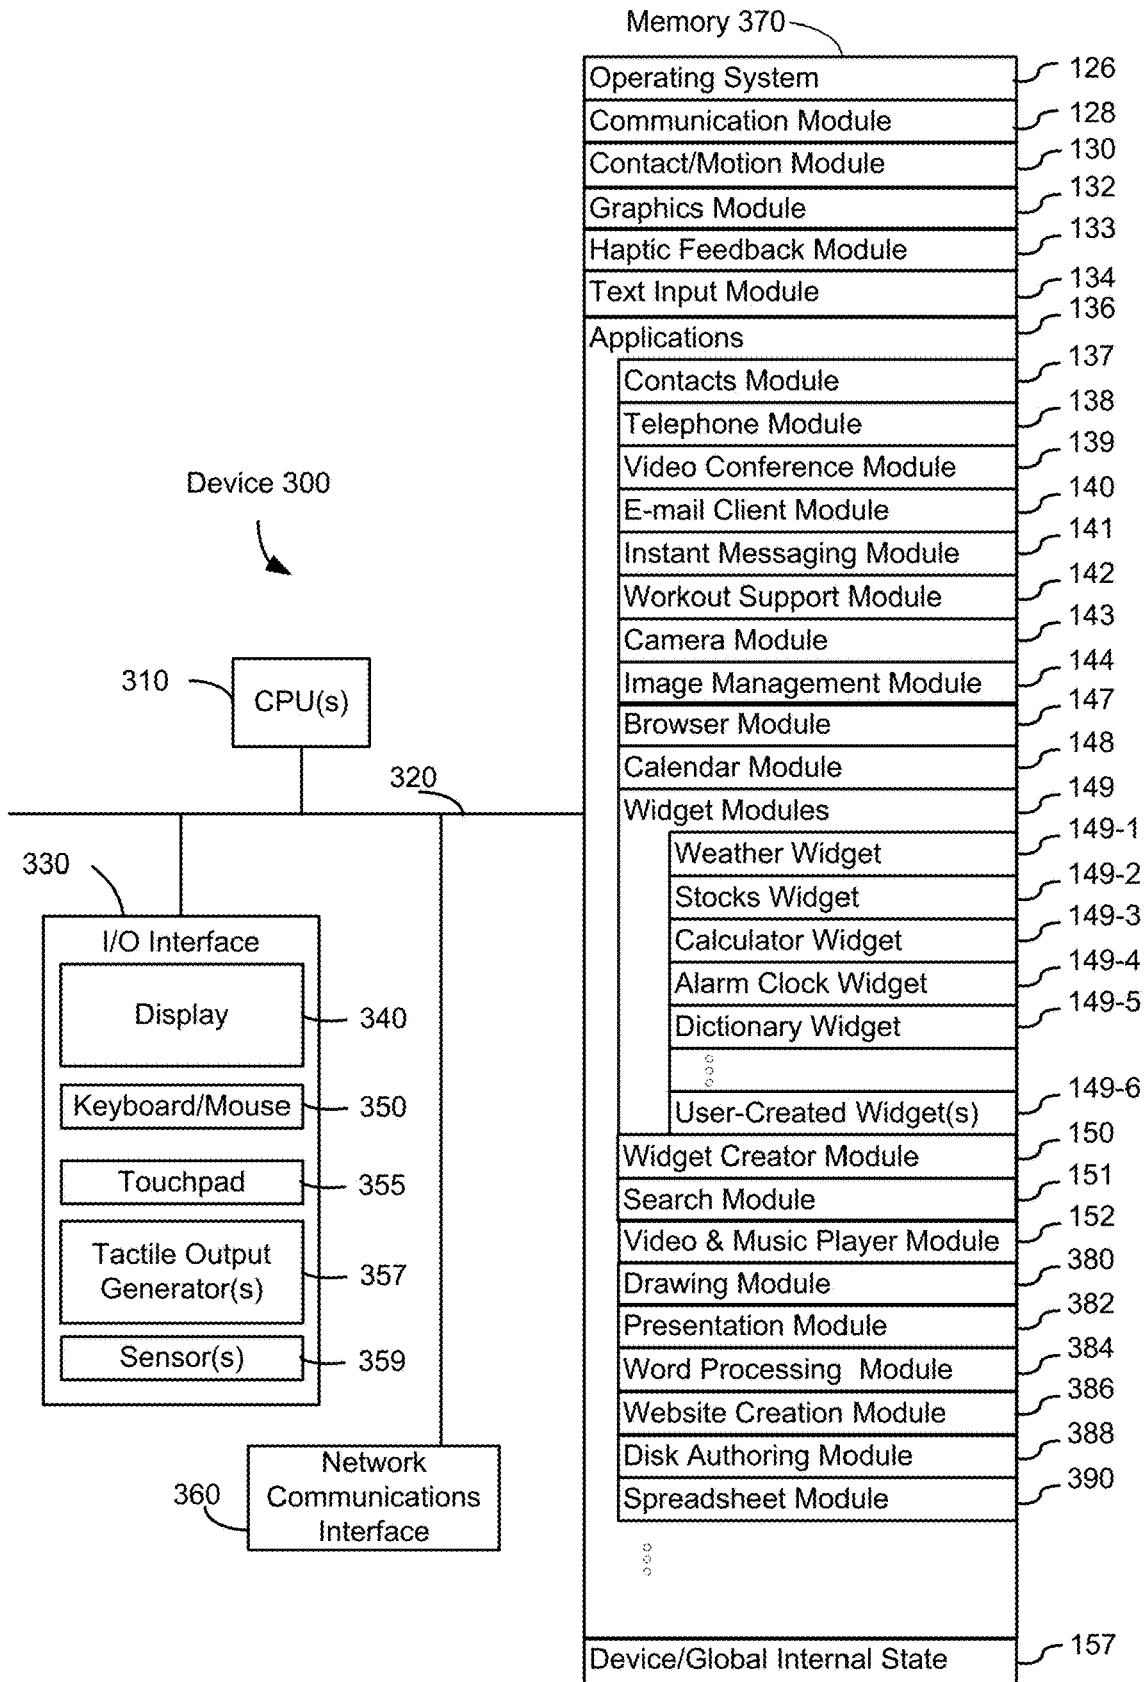 Memory 370
Operating System 126
Communication Module 128
Contact/Motion Module 130
Graphics Module 132
Haptic Feedback Module 133
Text Input Module 134
Applications 136
Contacts Module 137
Telephone Module 138
Video Conference Module 139
E-mail Client Module 140
Instant Messaging Module 141
Workout Support Module 142
Camera Module 143
Image Management Module 144
Browser Module 147
Calendar Module 148
Widget Modules 149
Weather Widget 149-1
Stocks Widget 149-2
Calculator Widget 149-3
Alarm Clock Widget 149-4
Dictionary Widget 149-5
User-Created Widget(s) 149-6
Widget Creator Module 150
Search Module 151
Video & Music Player Module 152
Drawing Module 380
Presentation Module 382
Word Processing Module 384
Website Creation Module 386
Disk Authoring Module 388
Spreadsheet Module 390
Device/Global Internal State 157
Device 300
310
CPU(s)
320
330
I/O Interface
Display 340
Keyboard/Mouse 350
Touchpad 355
Tactile Output
Generator(s) 357
Sensor(s) 359
360
Network
Communications
Interface